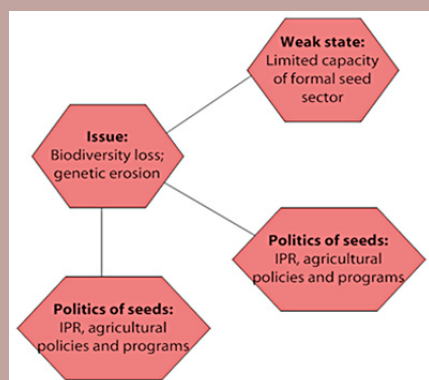 Weak state:
Limited capacity
of formal seed
sector
Issue:
Biodiversity loss;
genetic erosion
Politics of seeds:
IPR, agricultural
policies and programs
Politics of seeds:
IPR, agricultural
policies and programs